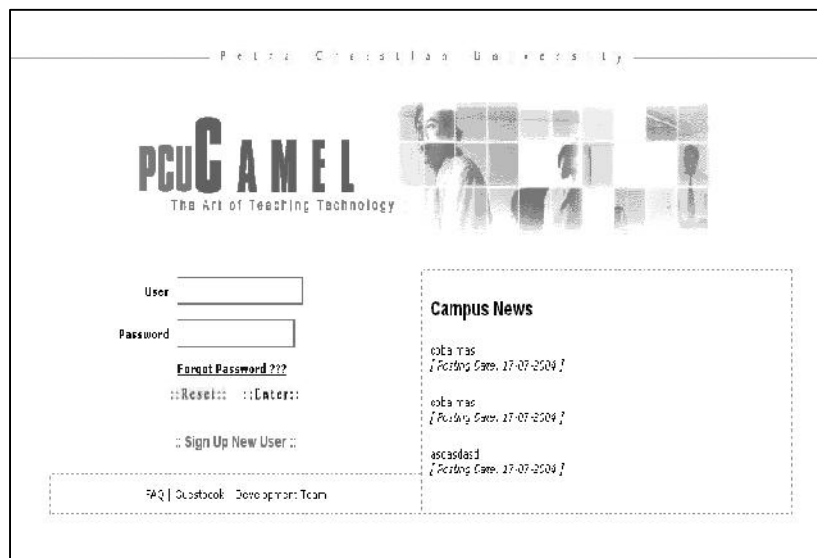 Petra Christian University
PCUCAMEL
The Art of Teaching Technology
User
Password
Forgot Password ???
::Reset:: ::Enter::
:: Sign Up New User ::
FAQ | Guestbook | Development Team
Campus News
coba mas
[ Posting Date: 17-07-2004 ]
coba mas
[ Posting Date: 17-07-2004 ]
ascasdasd
[ Posting Date: 17-07-2004 ]